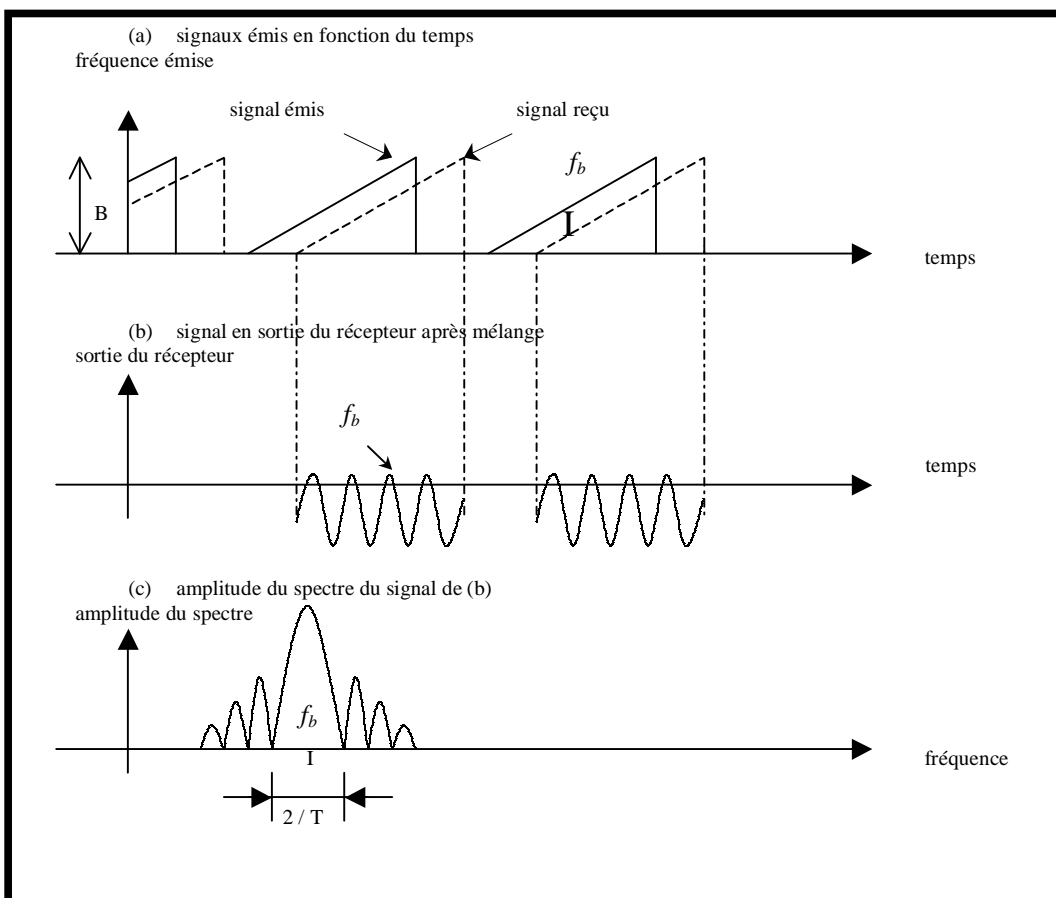 (a) signaux émis en fonction du temps
fréquence émise
signal émis
signal reçu
f_b
B
I
temps
(b) signal en sortie du récepteur après mélange
sortie du récepteur
f_b
temps
(c) amplitude du spectre du signal de (b)
amplitude du spectre
f_b
I
fréquence
2 / T